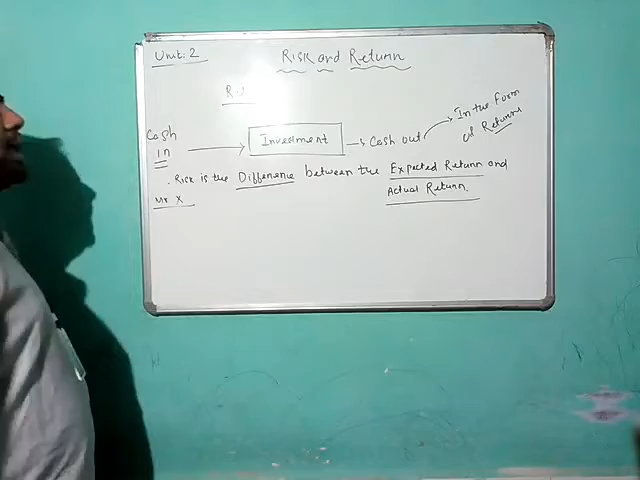 Unit: 2
Risk and Return
R
Cash in
Investment
Cash out
In the Form of Returns
. Risk is the Difference between the Expected Return and
Actual Return.
Mr X